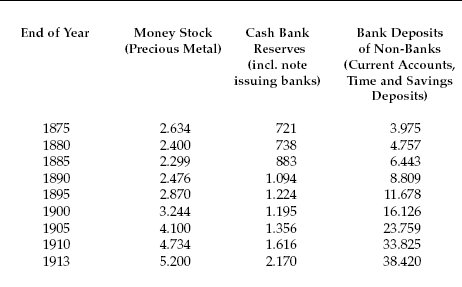 End of Year Money Stock Cash Bank Bank Deposits
(Precious Metal) Reserves of Non-Banks
(incl. note (Current Accounts,
issuing banks) Time and Savings
Deposits)
1875 2.634 721 3.975
1880 2.400 738 4.757
1885 2.299 883 6.443
1890 2.476 1.094 8.809
1895 2.870 1.224 11.678
1900 3.244 1.195 16.126
1905 4.100 1.356 23.759
1910 4.734 1.616 33.825
1913 5.200 2.170 38.420